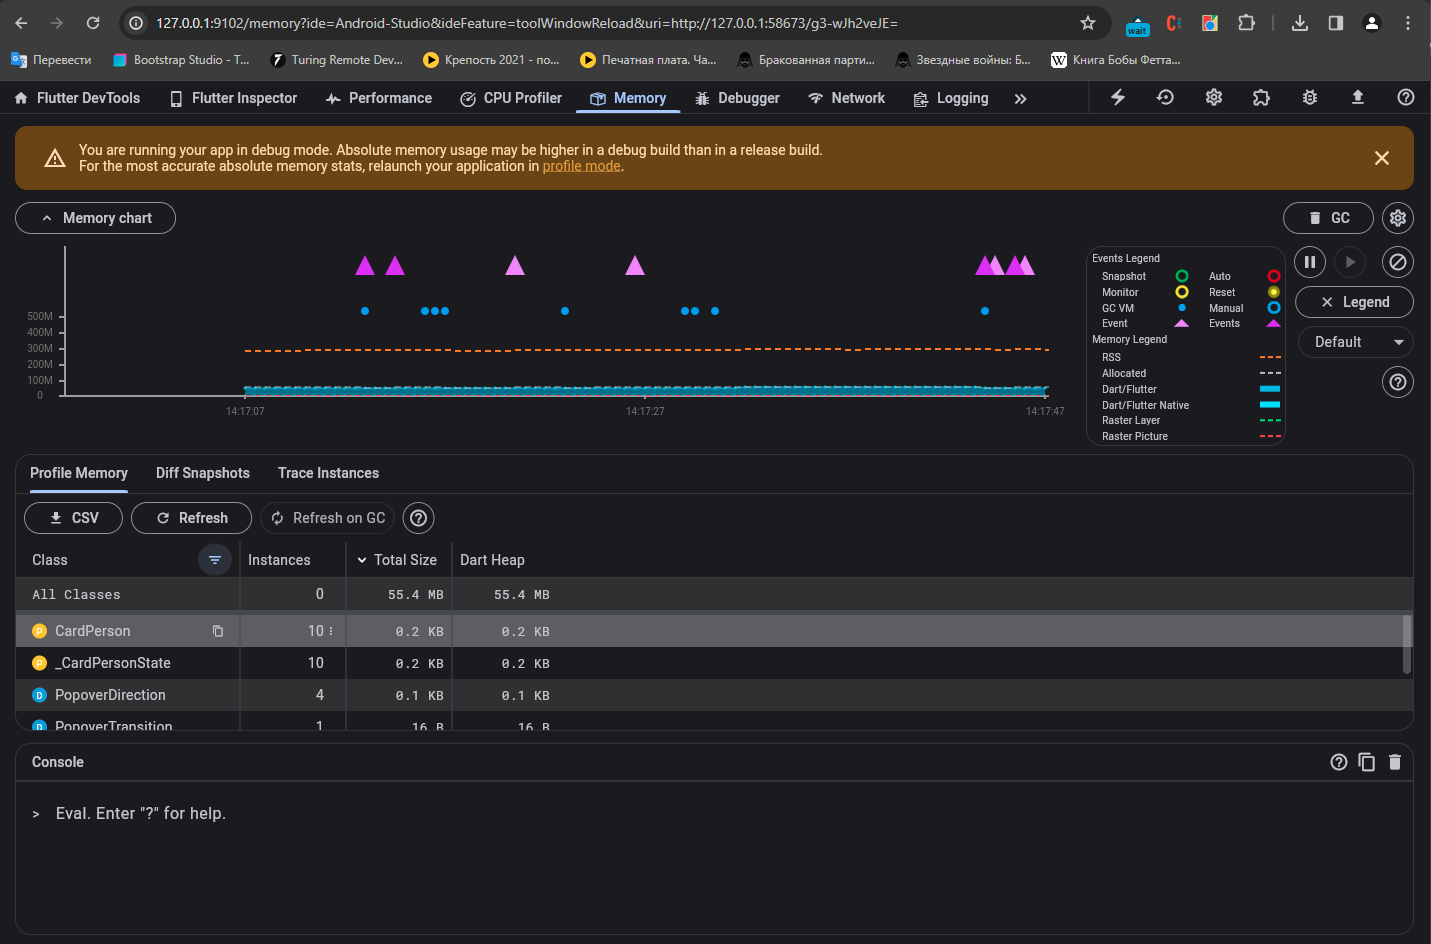 127.0.0.1:9102/memory?ide=Android-Studio&ideFeature=toolWindowReload&uri=http://127.0.0.1:58673/g3-wJh2veJE=
wait
Перевести
Bootstrap Studio - T...
Turing Remote Dev...
Крепость 2021 - по...
Печатная плата. Ча...
Бракованная парти...
Звездные войны: Б...
Книга Бобы Фетта...
Flutter DevTools
Flutter Inspector
Performance
CPU Profiler
Memory
Debugger
Network
Logging
You are running your app in debug mode. Absolute memory usage may be higher in a debug build than in a release build.
For the most accurate absolute memory stats, relaunch your application in profile mode.
Memory chart
GC
500M
400M
300M
200M
100M
0
14:17:07
14:17:27
14:17:47
Events Legend
Snapshot Auto
Monitor Reset
GC VM Manual
Event Events
Memory Legend
RSS
Allocated
Dart/Flutter
Dart/Flutter Native
Raster Layer
Raster Picture
Legend
Default
Profile Memory
Diff Snapshots
Trace Instances
CSV
Refresh
Refresh on GC
Class Instances Total Size Dart Heap
All Classes 0 55.4 MB 55.4 MB
P CardPerson 10 0.2 KB 0.2 KB
P _CardPersonState 10 0.2 KB 0.2 KB
D PopoverDirection 4 0.1 KB 0.1 KB
D PopoverTransition 1 16 B 16 B
Console
> Eval. Enter "?" for help.